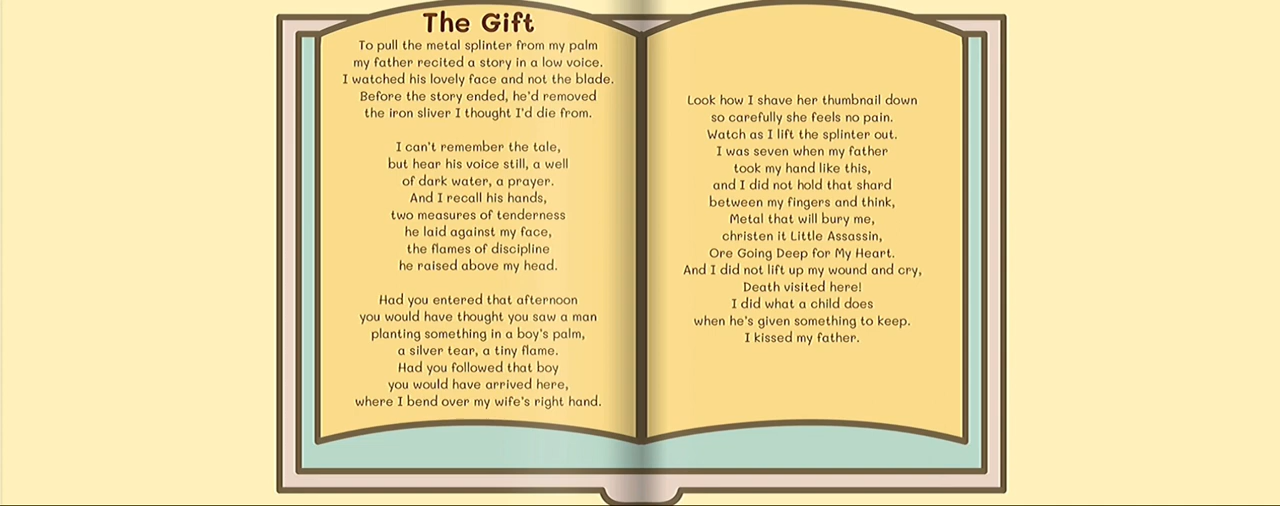 The Gift
To pull the metal splinter from my palm
my father recited a story in a low voice.
I watched his lovely face and not the blade.
Before the story ended, he'd removed
the iron sliver I thought I'd die from.
I can't remember the tale,
but hear his voice still, a well
of dark water, a prayer.
And I recall his hands,
two measures of tenderness
he laid against my face,
the flames of discipline
he raised above my head.
Had you entered that afternoon
you would have thought you saw a man
planting something in a boy's palm,
a silver tear, a tiny flame.
Had you followed that boy
you would have arrived here,
where I bend over my wife's right hand.
Look how I shave her thumbnail down
so carefully she feels no pain.
Watch as I lift the splinter out.
I was seven when my father
took my hand like this,
and I did not hold that shard
between my fingers and think,
Metal that will bury me,
christen it Little Assassin,
Ore Going Deep for My Heart.
And I did not lift up my wound and cry,
Death visited here!
I did what a child does
when he's given something to keep.
I kissed my father.